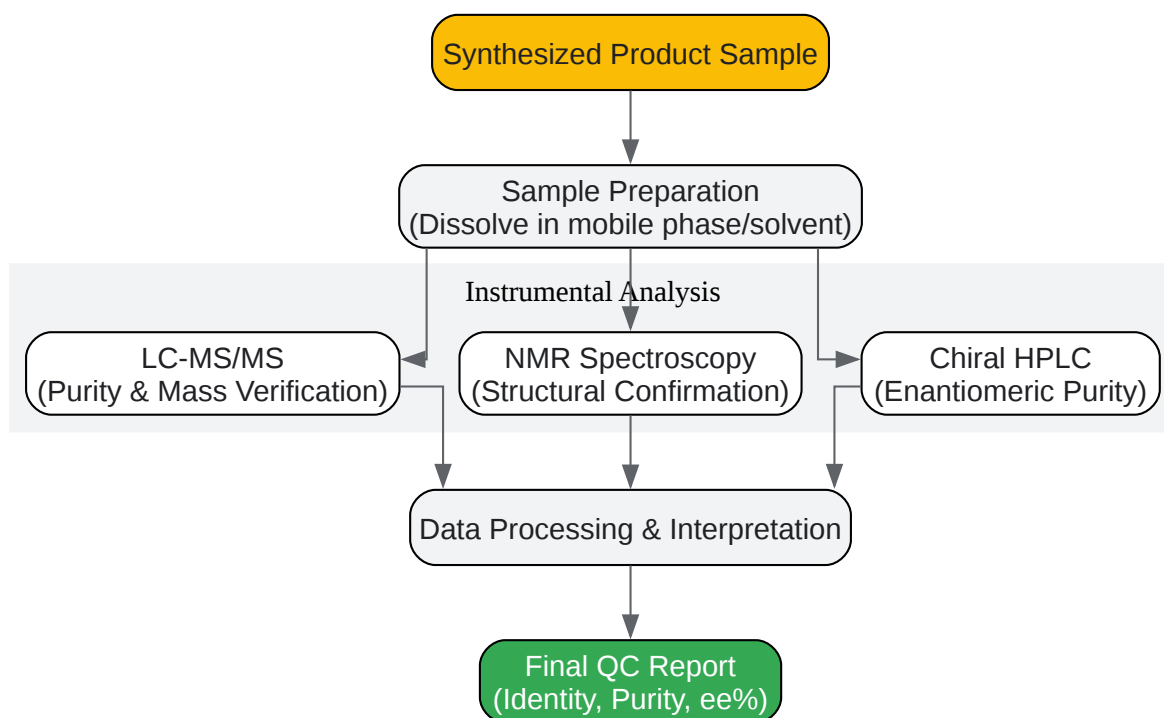 Synthesized Product Sample
Sample Preparation
(Dissolve in mobile phase/solvent)
Instrumental Analysis
LC-MS/MS
(Purity & Mass Verification)
NMR Spectroscopy
(Structural Confirmation)
Chiral HPLC
(Enantiomeric Purity)
Data Processing & Interpretation
Final QC Report
(Identity, Purity, ee%)